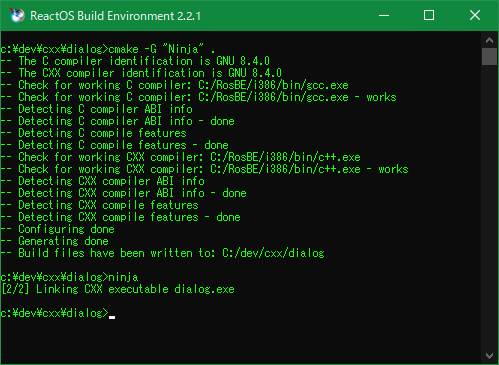 ReactOS Build Environment 2.2.1
c:¥dev¥cxx¥dialog>cmake -G "Ninja" .
-- The C compiler identification is GNU 8.4.0
-- The CXX compiler identification is GNU 8.4.0
-- Check for working C compiler: C:/RosBE/i386/bin/gcc.exe
-- Check for working C compiler: C:/RosBE/i386/bin/gcc.exe - works
-- Detecting C compiler ABI info
-- Detecting C compiler ABI info - done
-- Detecting C compile features
-- Detecting C compile features - done
-- Check for working CXX compiler: C:/RosBE/i386/bin/c++.exe
-- Check for working CXX compiler: C:/RosBE/i386/bin/c++.exe - works
-- Detecting CXX compiler ABI info
-- Detecting CXX compiler ABI info - done
-- Detecting CXX compile features
-- Detecting CXX compile features - done
-- Configuring done
-- Generating done
-- Build files have been written to: C:/dev/cxx/dialog
c:¥dev¥cxx¥dialog>ninja
[2/2] Linking CXX executable dialog.exe
c:¥dev¥cxx¥dialog>